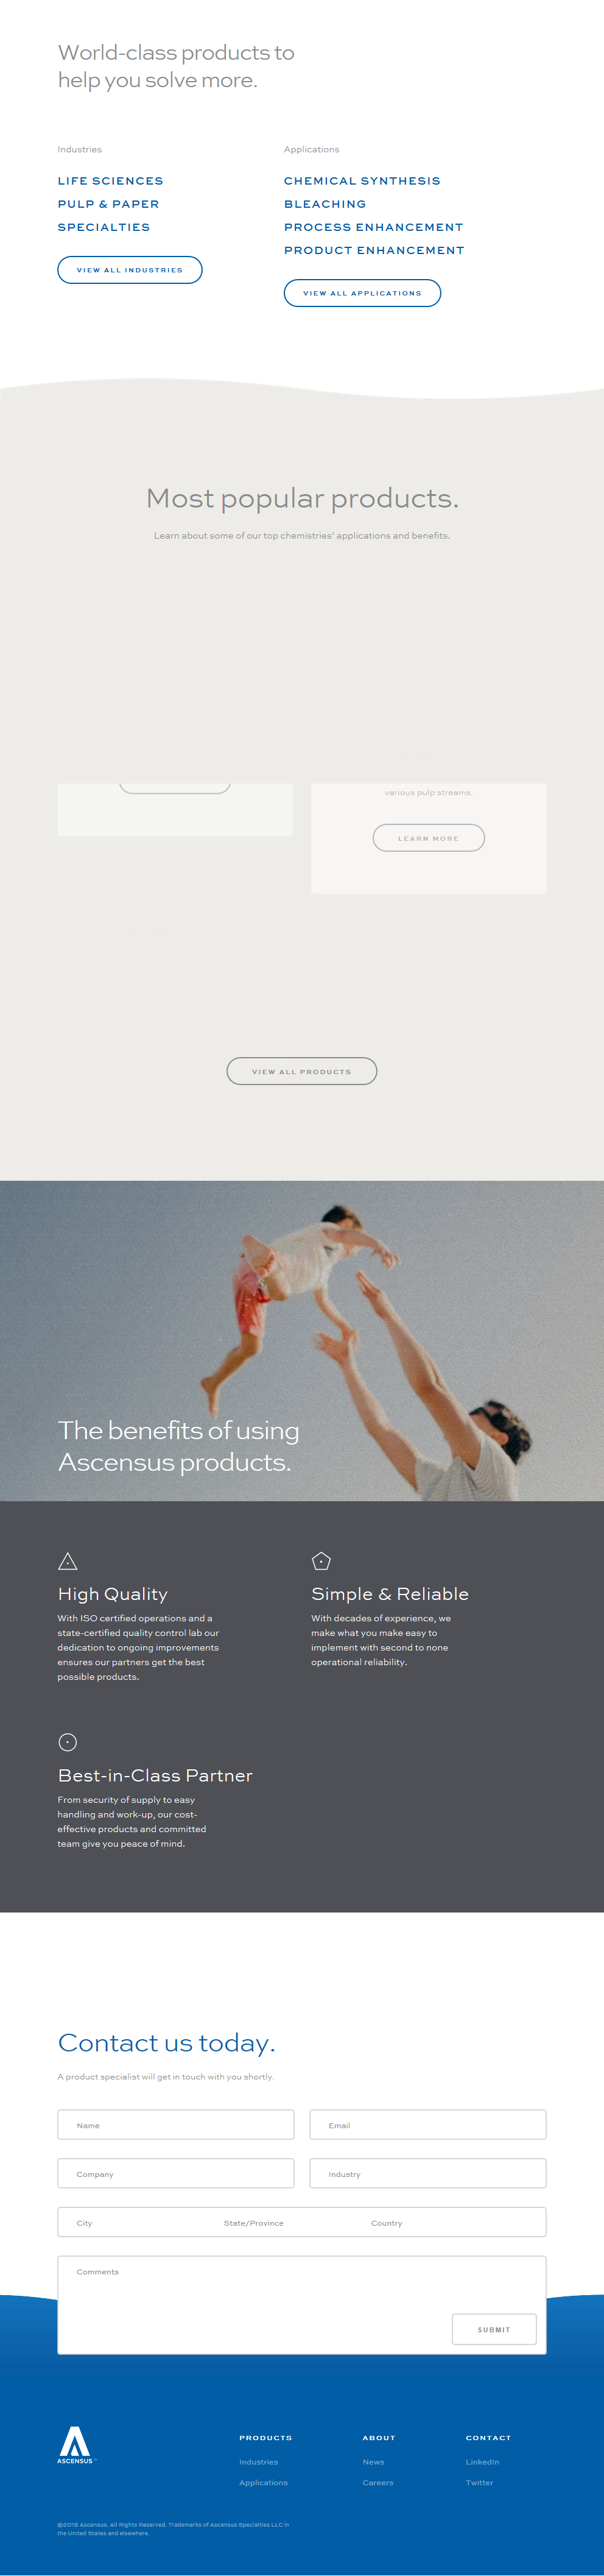 World-class products to
help you solve more.
Industries
LIFE SCIENCES
PULP & PAPER
SPECIALTIES
VIEW ALL INDUSTRIES
Applications
CHEMICAL SYNTHESIS
BLEACHING
PROCESS ENHANCEMENT
PRODUCT ENHANCEMENT
VIEW ALL APPLICATIONS
Most popular products.
Learn about some of our top chemistries' applications and benefits.
various pulp streams.
LEARN MORE
VIEW ALL PRODUCTS
The benefits of using
Ascensus products.
High Quality
With ISO certified operations and a
state-certified quality control lab our
dedication to ongoing improvements
ensures our partners get the best
possible products.
Simple & Reliable
With decades of experience, we
make what you make easy to
implement with second to none
operational reliability.
Best-in-Class Partner
From security of supply to easy
handling and work-up, our cost-
effective products and committed
team give you peace of mind.
Contact us today.
A product specialist will get in touch with you shortly.
Name
Email
Company
Industry
City
State/Province
Country
Comments
SUBMIT
ASCENSUS™
PRODUCTS
Industries
Applications
ABOUT
News
Careers
CONTACT
LinkedIn
Twitter
©2016 Ascensus. All Rights Reserved. Trademarks of Ascensus Specialties LLC in
the United States and elsewhere.